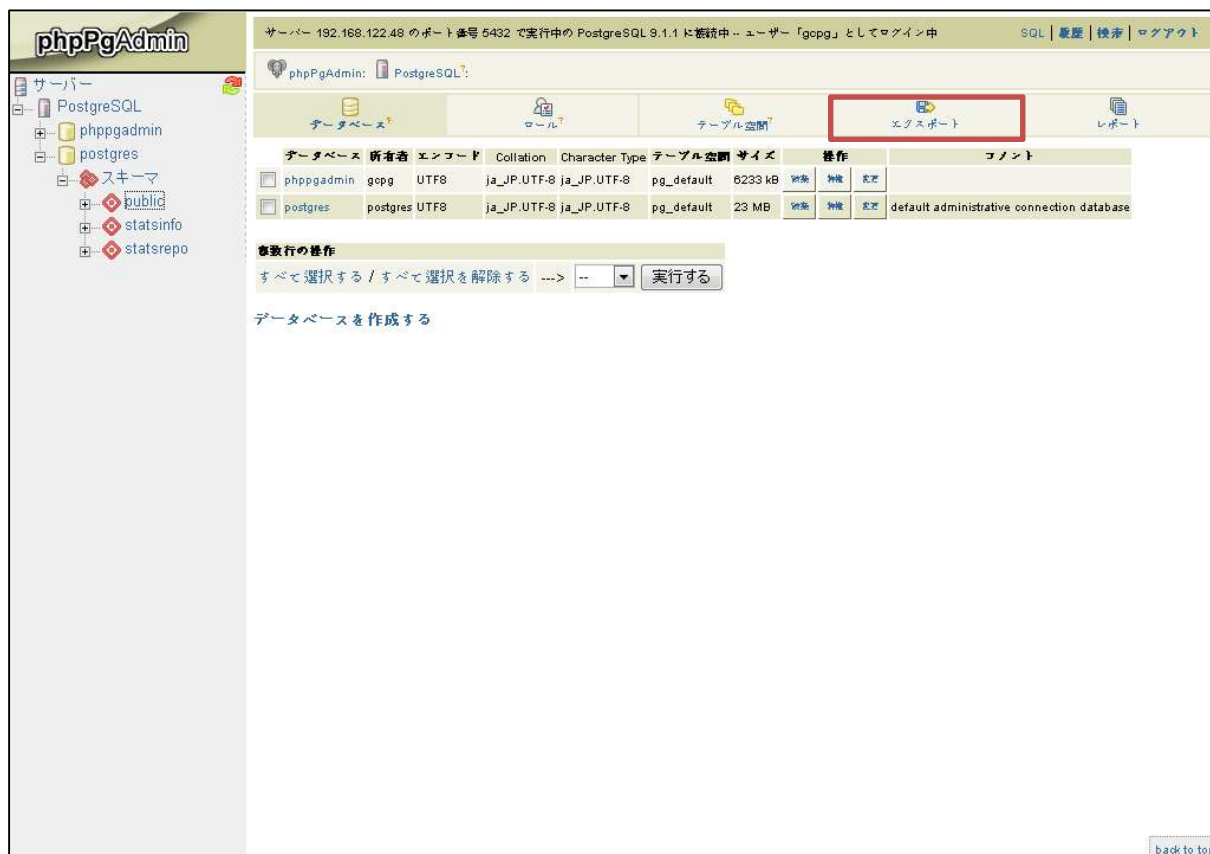 phpPgAdmin
サーバー 192.168.122.48 のポート番号 5432 で実行中の PostgreSQL 9.1.1 に接続中 -- ユーザー「gopg」としてログイン中
SQL | 履歴 | 検索 | ログアウト
phpPgAdmin: PostgreSQL?:
サーバー
PostgreSQL
phppgadmin
postgres
スキーマ
public
statsinfo
statsrepo
データベース? ロール? テーブル空間? エクスポート レポート
データベース 所有者 エンコード Collation Character Type テーブル空間 サイズ 操作 コメント
phppgadmin gopg UTF8 ja_JP.UTF-8 ja_JP.UTF-8 pg_default 6233 kB 破棄 特権 変更
postgres postgres UTF8 ja_JP.UTF-8 ja_JP.UTF-8 pg_default 23 MB 破棄 特権 変更 default administrative connection database
複数行の操作
すべて選択する / すべて選択を解除する ---> -- 実行する
データベースを作成する
back to top